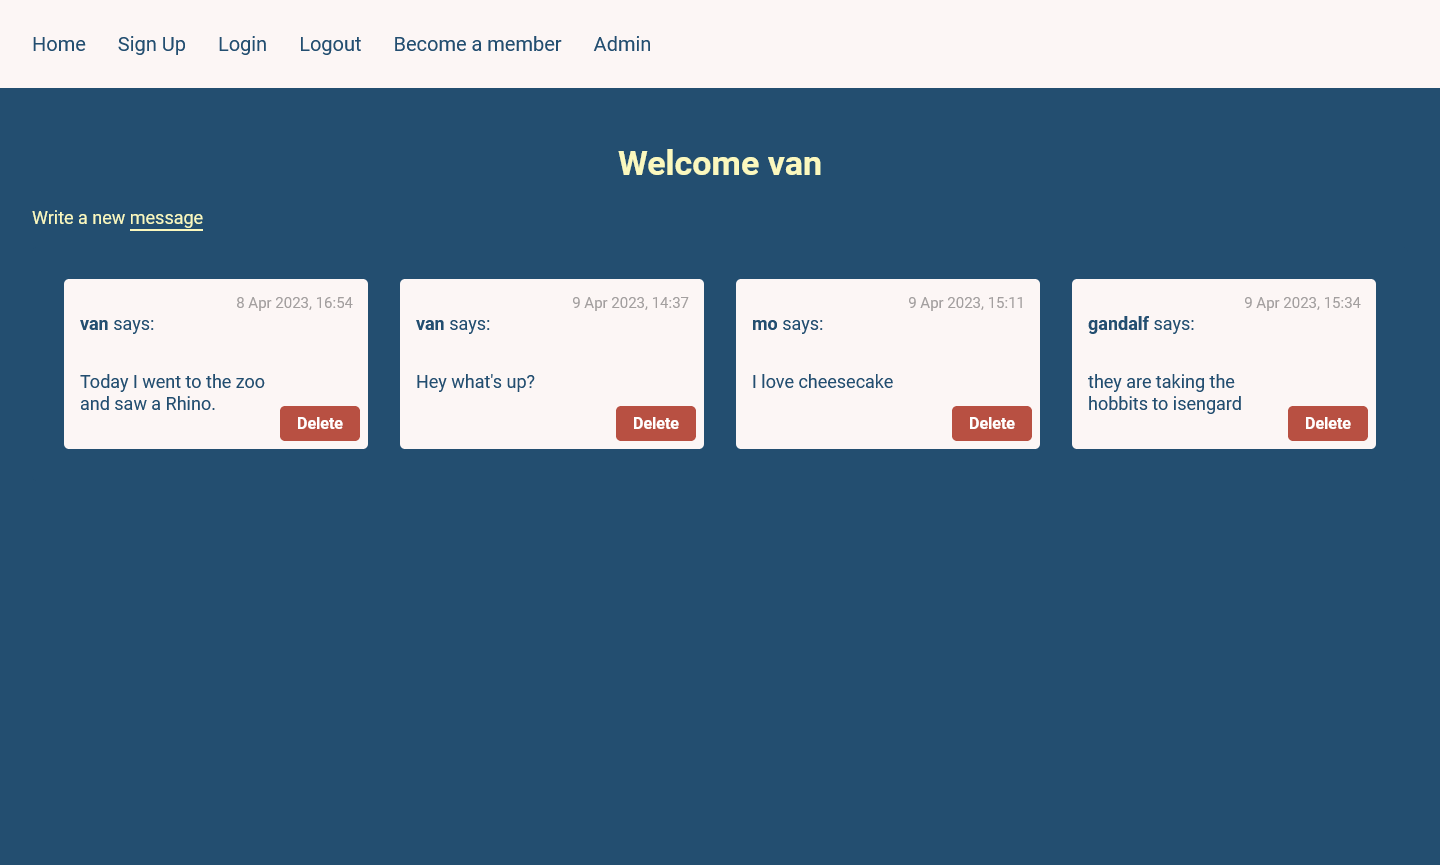 Home Sign Up Login Logout Become a member Admin
Welcome van
Write a new message
8 Apr 2023, 16:54
van says:
Today I went to the zoo
and saw a Rhino.
Delete
9 Apr 2023, 14:37
van says:
Hey what's up?
Delete
9 Apr 2023, 15:11
mo says:
I love cheesecake
Delete
9 Apr 2023, 15:34
gandalf says:
they are taking the
hobbits to isengard
Delete